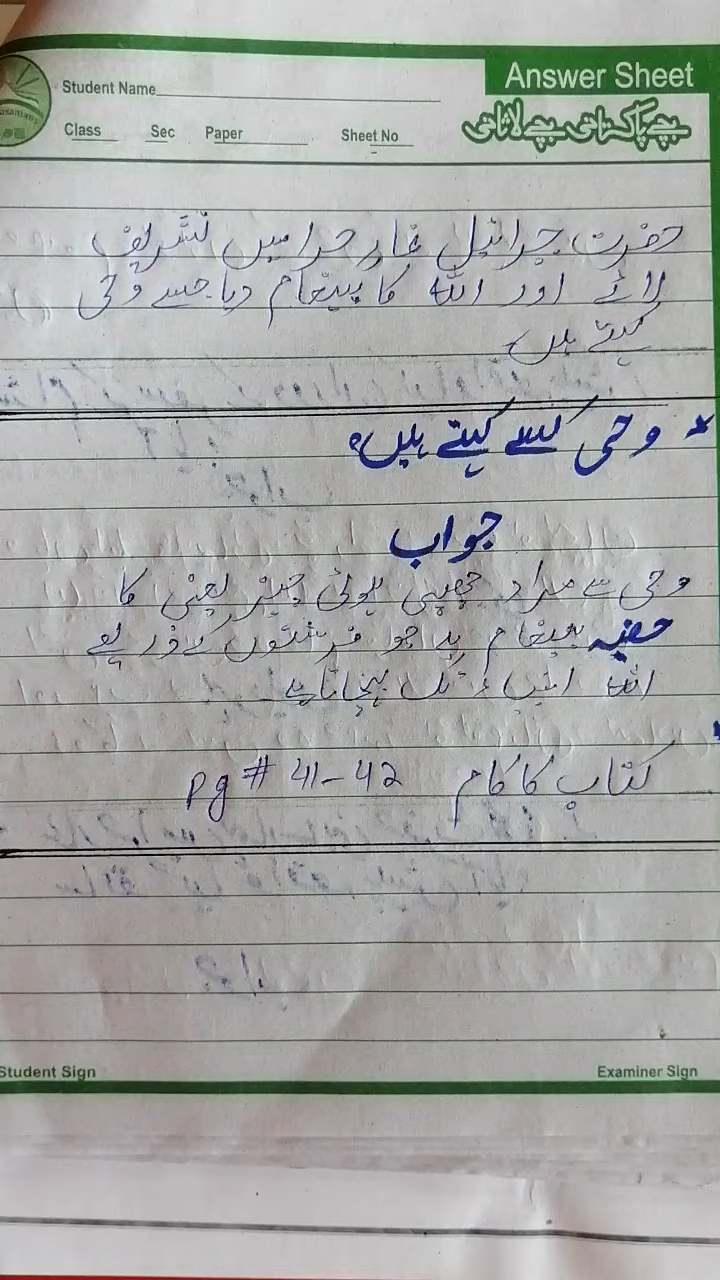 Answer Sheet
Student Name
Class Sec Paper Sheet No
بچے پاکستانی بچے لاثانی
حضرت جبرائیل غار حرا میں تشریف
لائے اور اللہ کا پیغام دیا جسے وحی
کہتے ہیں
* وحی کسے کہتے ہیں؟
جواب
وحی سے مراد چھپی ہوئی چیز یعنی کا
خفیہ پیغام ہے جو فرشتوں کے ذریعے
اللہ تک پہنچاتا ہے
کتاب کا کام pg # 41-42
Student Sign
Examiner Sign